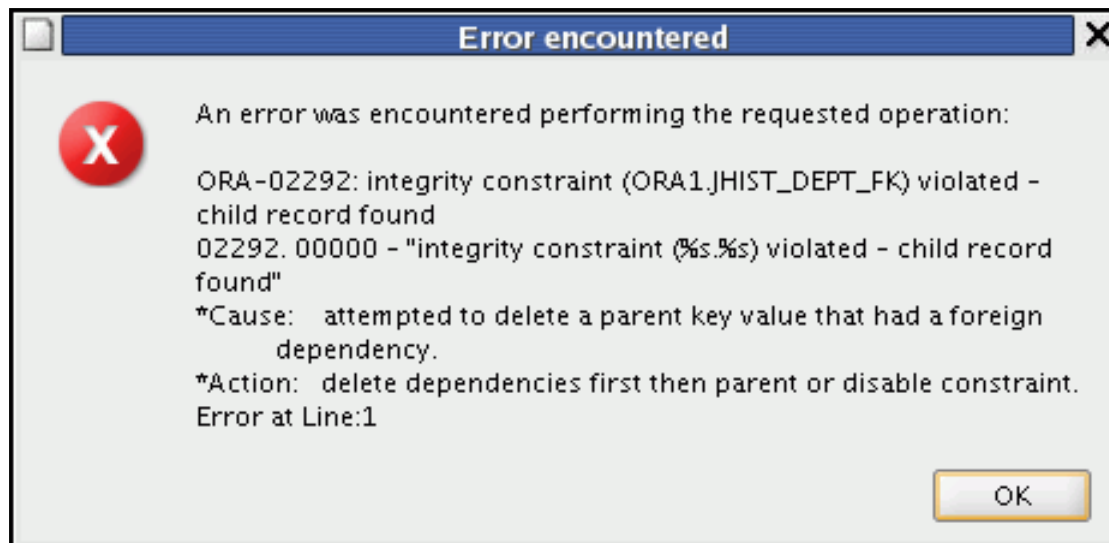 Error encountered
An error was encountered performing the requested operation:
ORA-02292: integrity constraint (ORA1.JHIST_DEPT_FK) violated -
child record found
02292. 00000 - "integrity constraint (%s.%s) violated - child record
found"
*Cause: attempted to delete a parent key value that had a foreign
dependency.
*Action: delete dependencies first then parent or disable constraint.
Error at Line:1
OK